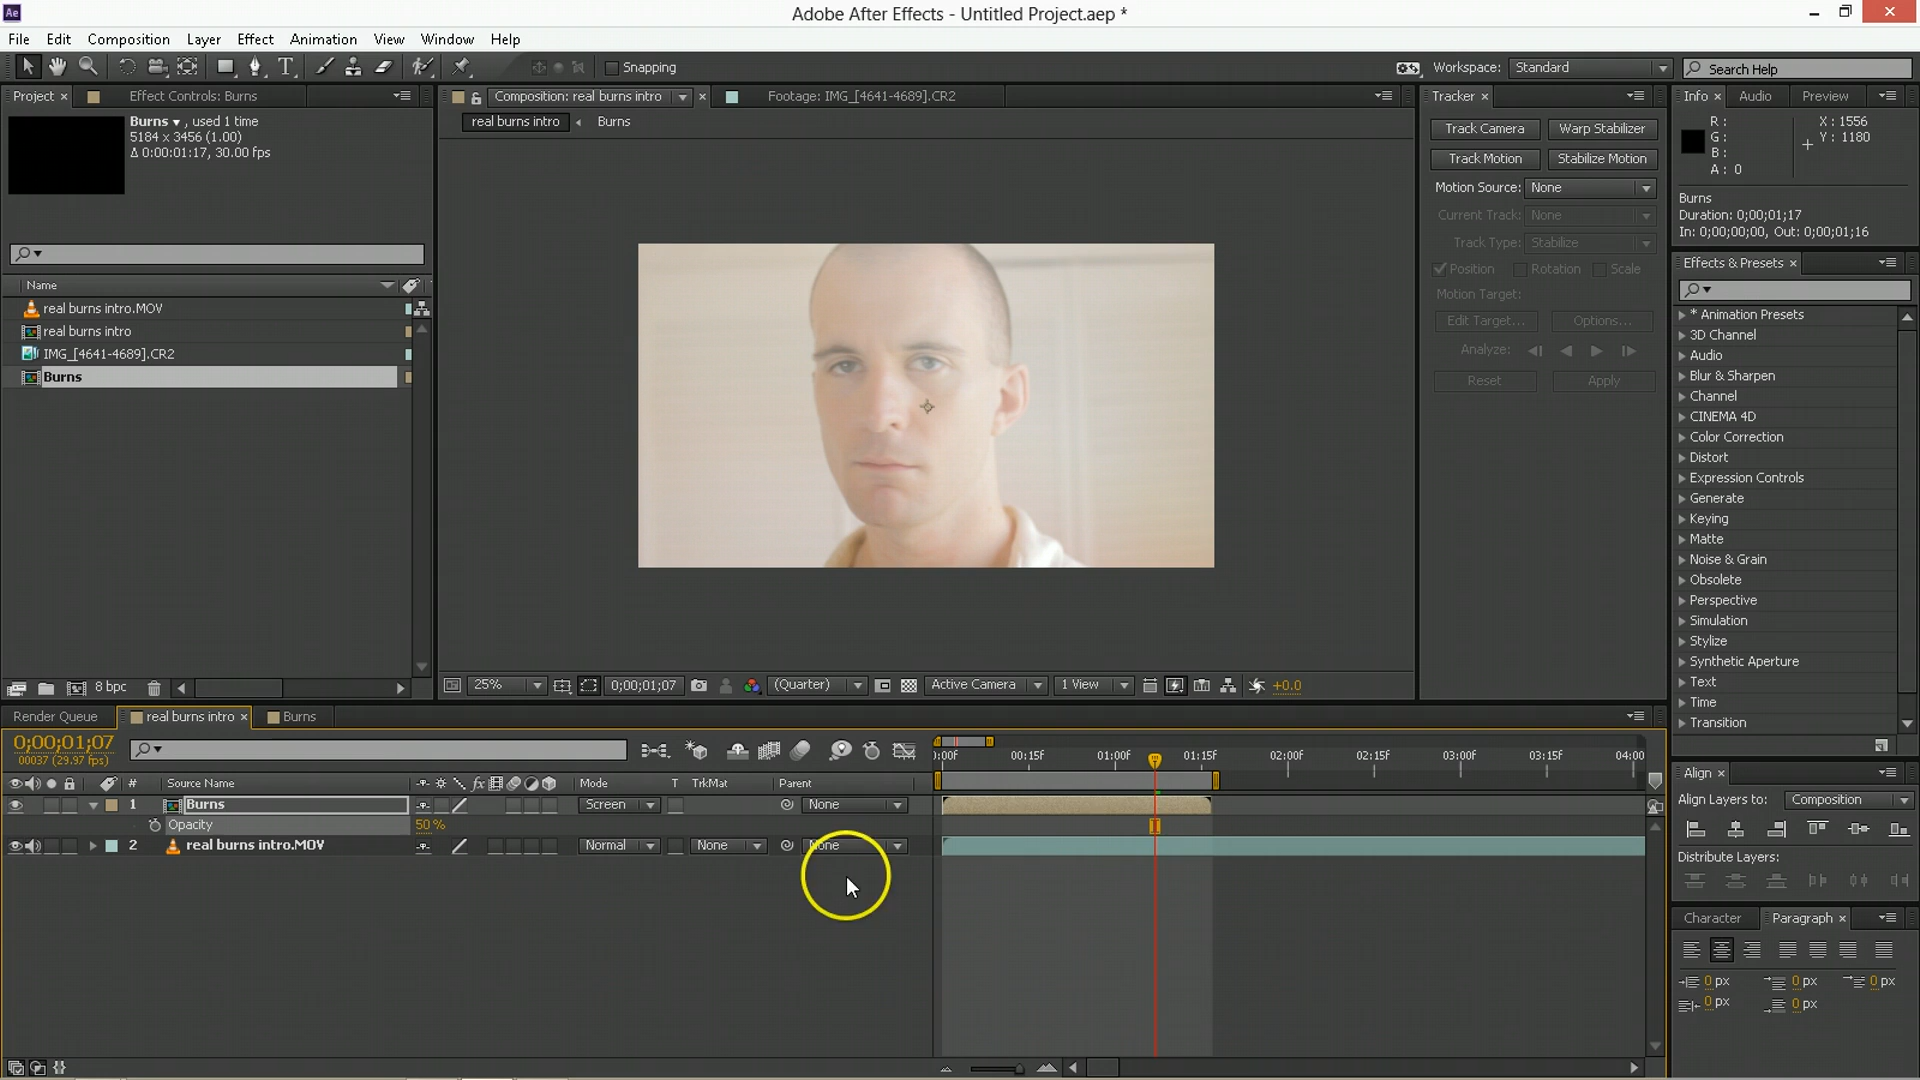 Ae
Adobe After Effects - Untitled Project.aep *
File Edit Composition Layer Effect Animation View Window Help
T Snapping Workspace: Standard Search Help
Project × Effect Controls: Burns
Burns ▾ , used 1 time
5184 x 3456 (1.00)
Δ 0:00:01:17, 30.00 fps
Name
real burns intro.MOV
real burns intro
IMG_[4641-4689].CR2
Burns
8 bpc
Composition: real burns intro × Footage: IMG_[4641-4689].CR2
real burns intro Burns
25% 0;00;01;07 (Quarter) Active Camera 1 View +0.0
Tracker ×
Track Camera Warp Stabilizer
Track Motion Stabilize Motion
Motion Source: None
Current Track: None
Track Type: Stabilize
Position Rotation Scale
Motion Target:
Edit Target... Options...
Analyze:
Reset Apply
Info × Audio Preview
R: X : 1556
G: Y : 1180
B:
A: 0
Burns
Duration: 0;00;01;17
In: 0;00;00;00, Out: 0;00;01;16
Effects & Presets ×
* Animation Presets
3D Channel
Audio
Blur & Sharpen
Channel
CINEMA 4D
Color Correction
Distort
Expression Controls
Generate
Keying
Matte
Noise & Grain
Obsolete
Perspective
Simulation
Stylize
Synthetic Aperture
Text
Time
Transition
Align ×
Align Layers to: Composition
Distribute Layers:
Character Paragraph ×
0 px 0 px 0 px
0 px 0 px
Render Queue real burns intro × Burns
0;00;01;07
00037 (29.97 fps)
# Source Name fx Mode T TrkMat Parent
):00F 00:15F 01:00F 01:15F 02:00F 02:15F 03:00F 03:15F 04:00
1 Burns Screen None
Opacity 50 %
2 real burns intro.MOV Normal None None